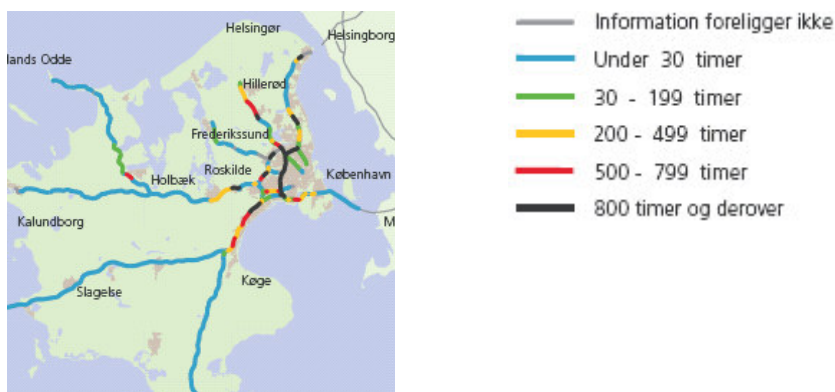 Helsingør
Helsingborg
lands Odde
Hillerød
Frederikssund
Roskilde
Holbæk
København
Kalundborg
M
Køge
Slagelse
Information foreligger ikke
Under 30 timer
30 - 199 timer
200 - 499 timer
500 - 799 timer
800 timer og derover